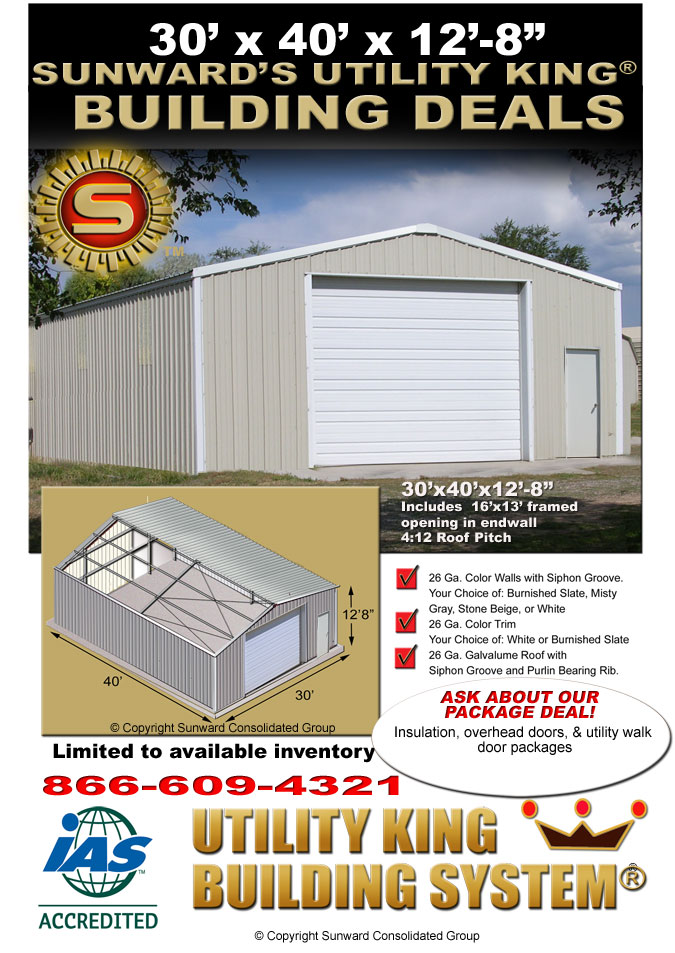 30’ x 40’ x 12’-8”
SUNWARD’S UTILITY KING®
BUILDING DEALS
S
TM
30’x40’x12’-8”
Includes 16’x13’ framed
opening in endwall
4:12 Roof Pitch
12’8”
40’
30’
© Copyright Sunward Consolidated Group
26 Ga. Color Walls with Siphon Groove.
Your Choice of: Burnished Slate, Misty
Gray, Stone Beige, or White
26 Ga. Color Trim
Your Choice: White or Burnished Slate
26 Ga. Galvalume Roof with
Siphon Groove and Purlin Bearing Rib.
ASK ABOUT OUR
PACKAGE DEAL!
Insulation, overhead doors, & utility walk
door packages
Limited to available inventory
866-609-4321
IAS™
ACCREDITED
UTILITY KING
BUILDING SYSTEM®
© Copyright Sunward Consolidated Group